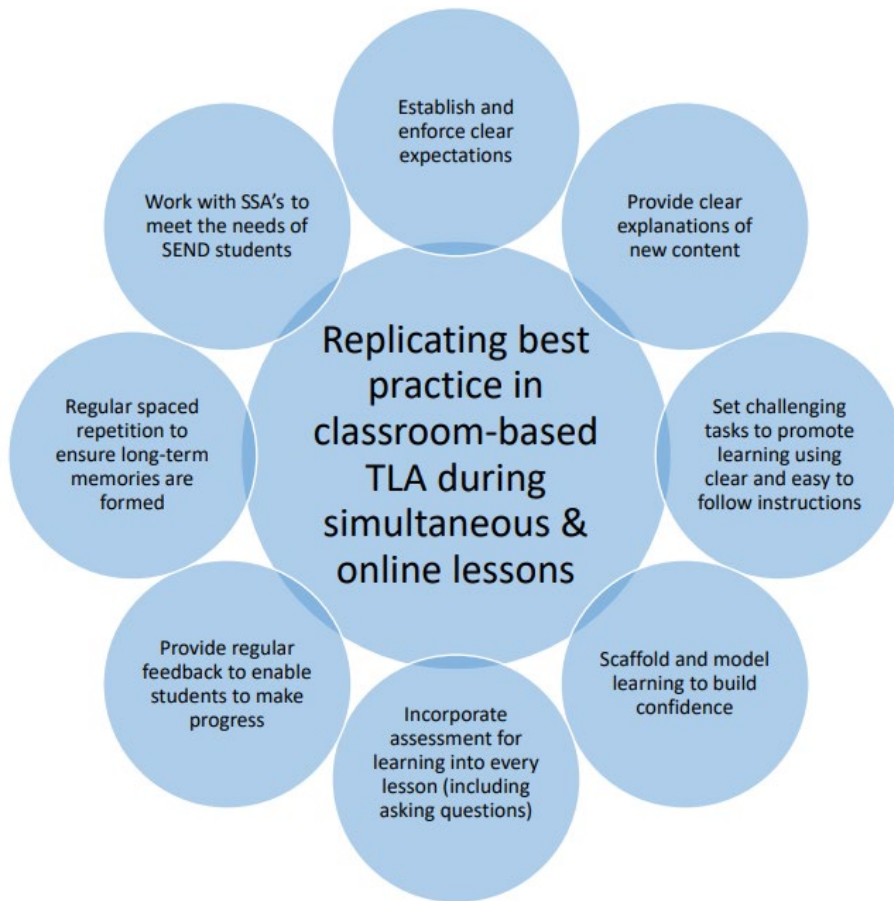 Establish and
enforce clear
expectations
Provide clear
explanations of
new content
Set challenging
tasks to promote
learning using
clear and easy to
follow instructions
Scaffold and model
learning to build
confidence
Incorporate
assessment for
learning into every
lesson (including
asking questions)
Provide regular
feedback to enable
students to make
progress
Regular spaced
repetition to
ensure long-term
memories are
formed
Work with SSA’s to
meet the needs of
SEND students
Replicating best
practice in
classroom-based
TLA during
simultaneous &
online lessons